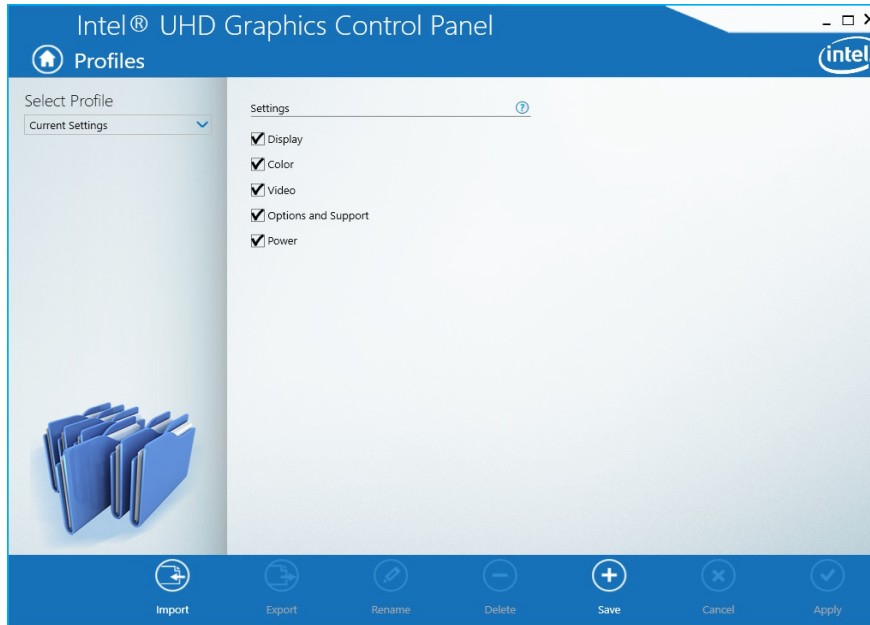 Intel® UHD Graphics Control Panel
Profiles
intel
Select Profile
Current Settings
Settings
?
Display
Color
Video
Options and Support
Power
Import Export Rename Delete Save Cancel Apply